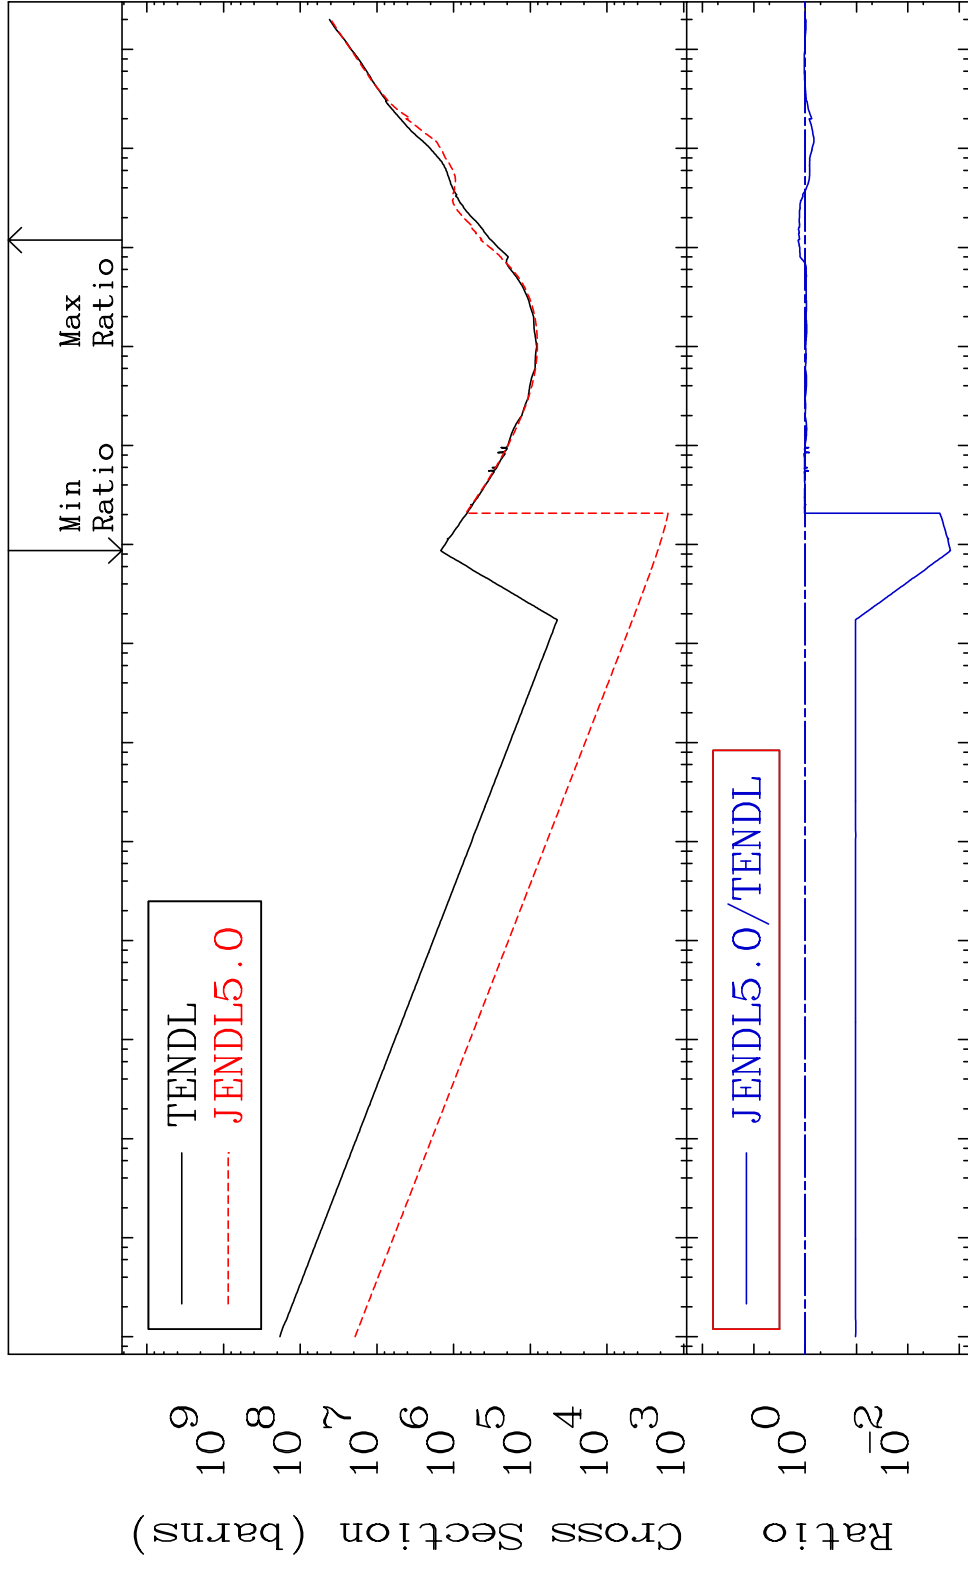 Min
Ratio
Max
Ratio
TENDL
JENDL5.0
Cross Section (barns)
10^9
10^8
10^7
10^6
10^5
10^4
10^3
JENDL5.0/TENDL
Ratio
10^0
10^-2